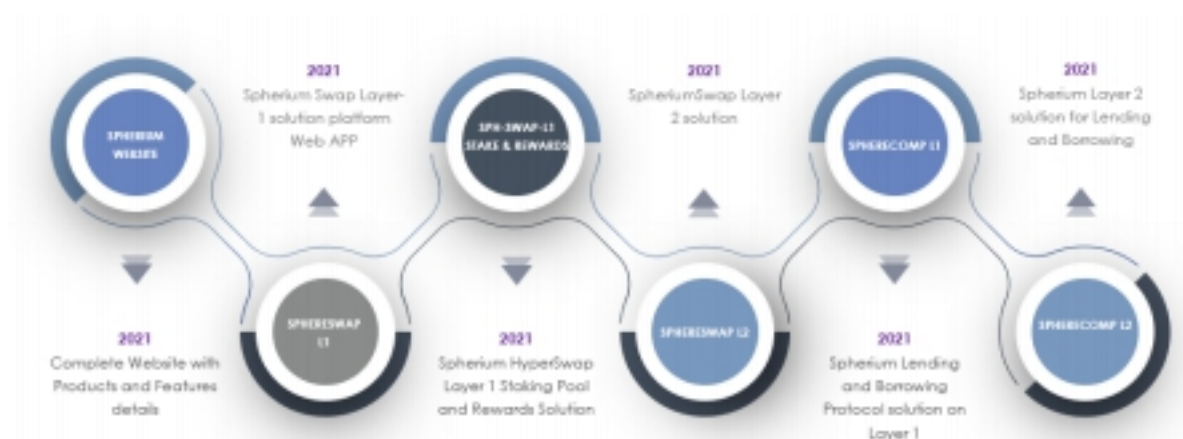 SPHERIUM
WEBSITE
2021
Complete Website with
Products and Features
details
2021
Spherium Swap Layer-
1 solution platform
Web APP
SPHERESWAP
L1
SPH-SWAP-L1
STAKE & REWARDS
2021
Spherium HyperSwap
Layer 1 Staking Pool
and Rewards Solution
2021
SpheriumSwap Layer
2 solution
SPHERESWAP L2
SPHERECOMP L1
2021
Spherium Lending
and Borrowing
Protocol solution on
Layer 1
2021
Spherium Layer 2
solution for Lending
and Borrowing
SPHERECOMP L2